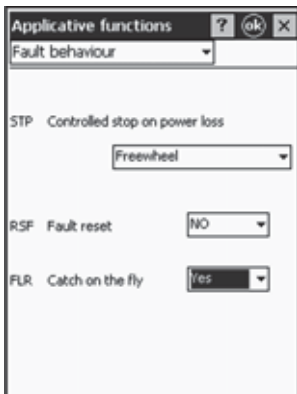 Applicative functions ? ok X
Fault behaviour
STP Controlled stop on power loss
Freewheel
RSF Fault reset NO
FLR Catch on the fly Yes